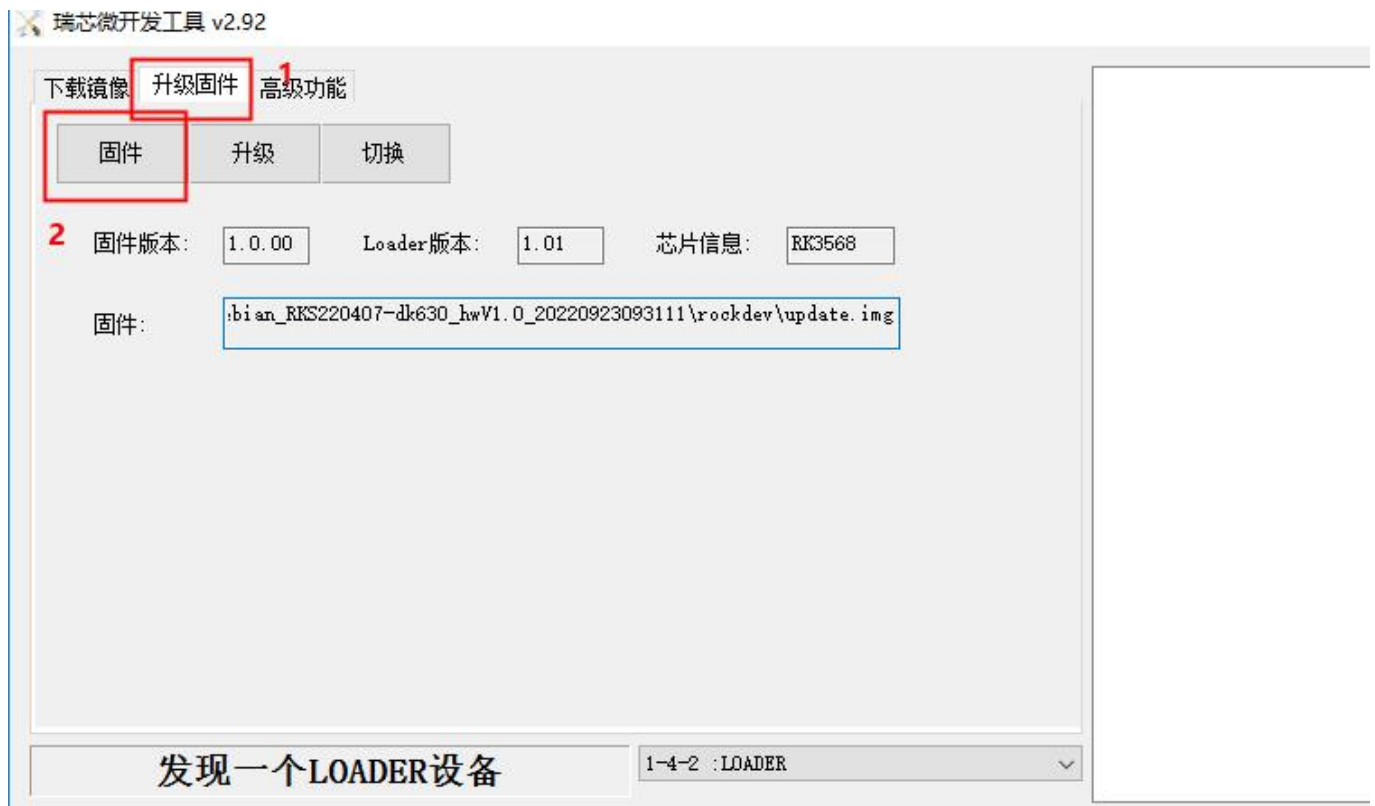 瑞芯微开发工具 v2.92
1
下载镜像 升级固件 高级功能
固件 升级 切换
2 固件版本: 1.0.00 Loader版本: 1.01 芯片信息: RK3568
固件: :bian_RKS220407-dk630_hwV1.0_20220923093111\rockdev\update.img
发现一个LOADER设备 1-4-2 :LOADER